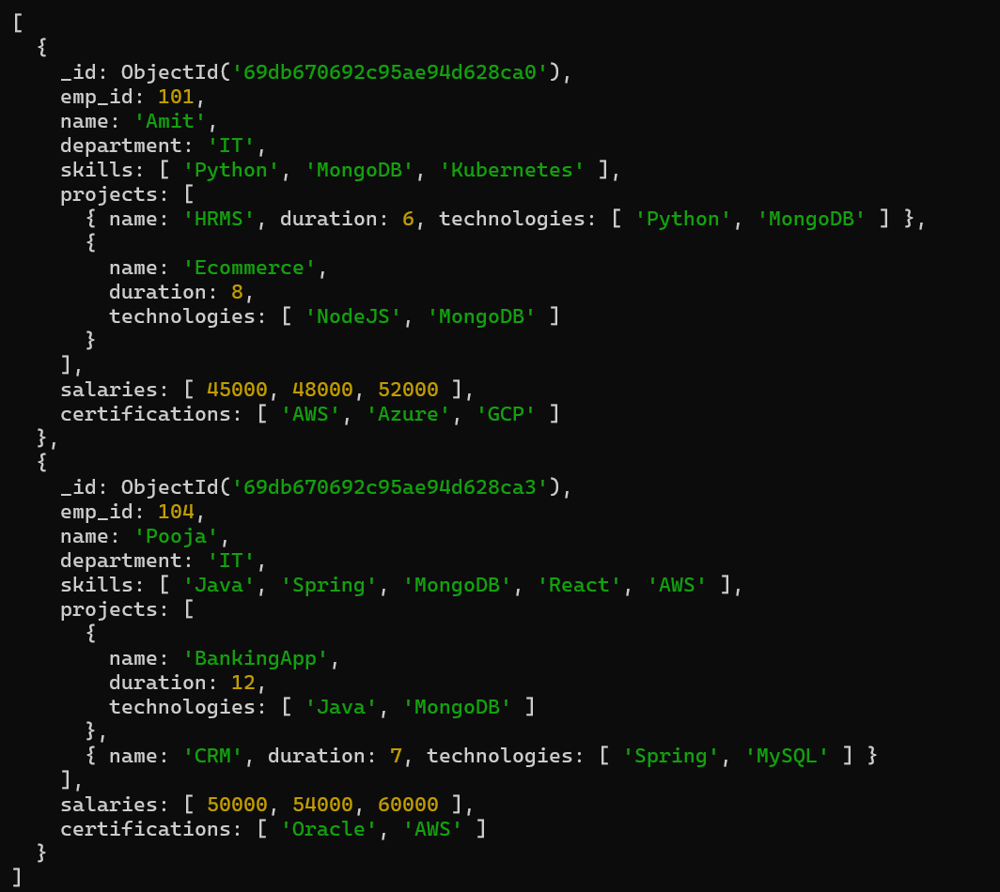 [
  {
    _id: ObjectId('69db670692c95ae94d628ca0'),
    emp_id: 101,
    name: 'Amit',
    department: 'IT',
    skills: [ 'Python', 'MongoDB', 'Kubernetes' ],
    projects: [
      { name: 'HRMS', duration: 6, technologies: [ 'Python', 'MongoDB' ] },
      {
        name: 'Ecommerce',
        duration: 8,
        technologies: [ 'NodeJS', 'MongoDB' ]
      }
    ],
    salaries: [ 45000, 48000, 52000 ],
    certifications: [ 'AWS', 'Azure', 'GCP' ]
  },
  {
    _id: ObjectId('69db670692c95ae94d628ca3'),
    emp_id: 104,
    name: 'Pooja',
    department: 'IT',
    skills: [ 'Java', 'Spring', 'MongoDB', 'React', 'AWS' ],
    projects: [
      {
        name: 'BankingApp',
        duration: 12,
        technologies: [ 'Java', 'MongoDB' ]
      },
      { name: 'CRM', duration: 7, technologies: [ 'Spring', 'MySQL' ] }
    ],
    salaries: [ 50000, 54000, 60000 ],
    certifications: [ 'Oracle', 'AWS' ]
  }
]